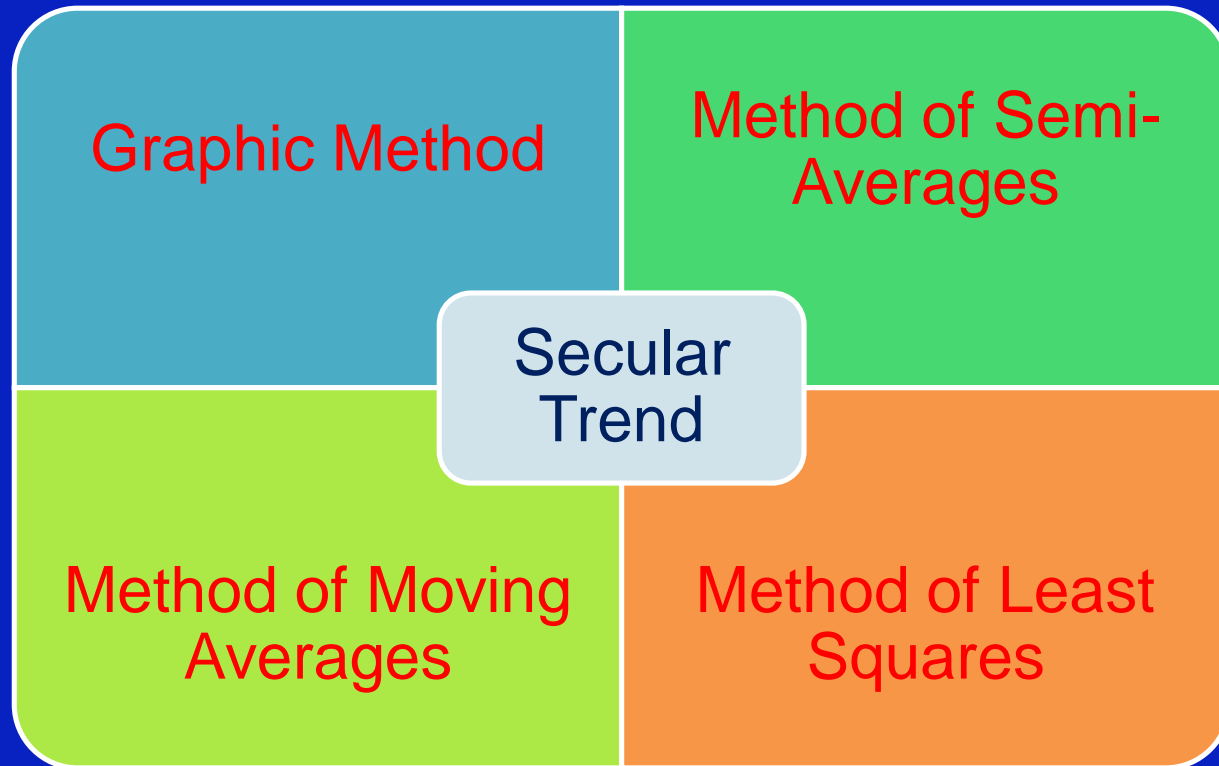 Graphic Method
Method of Semi-
Averages
Secular
Trend
Method of Moving
Averages
Method of Least
Squares